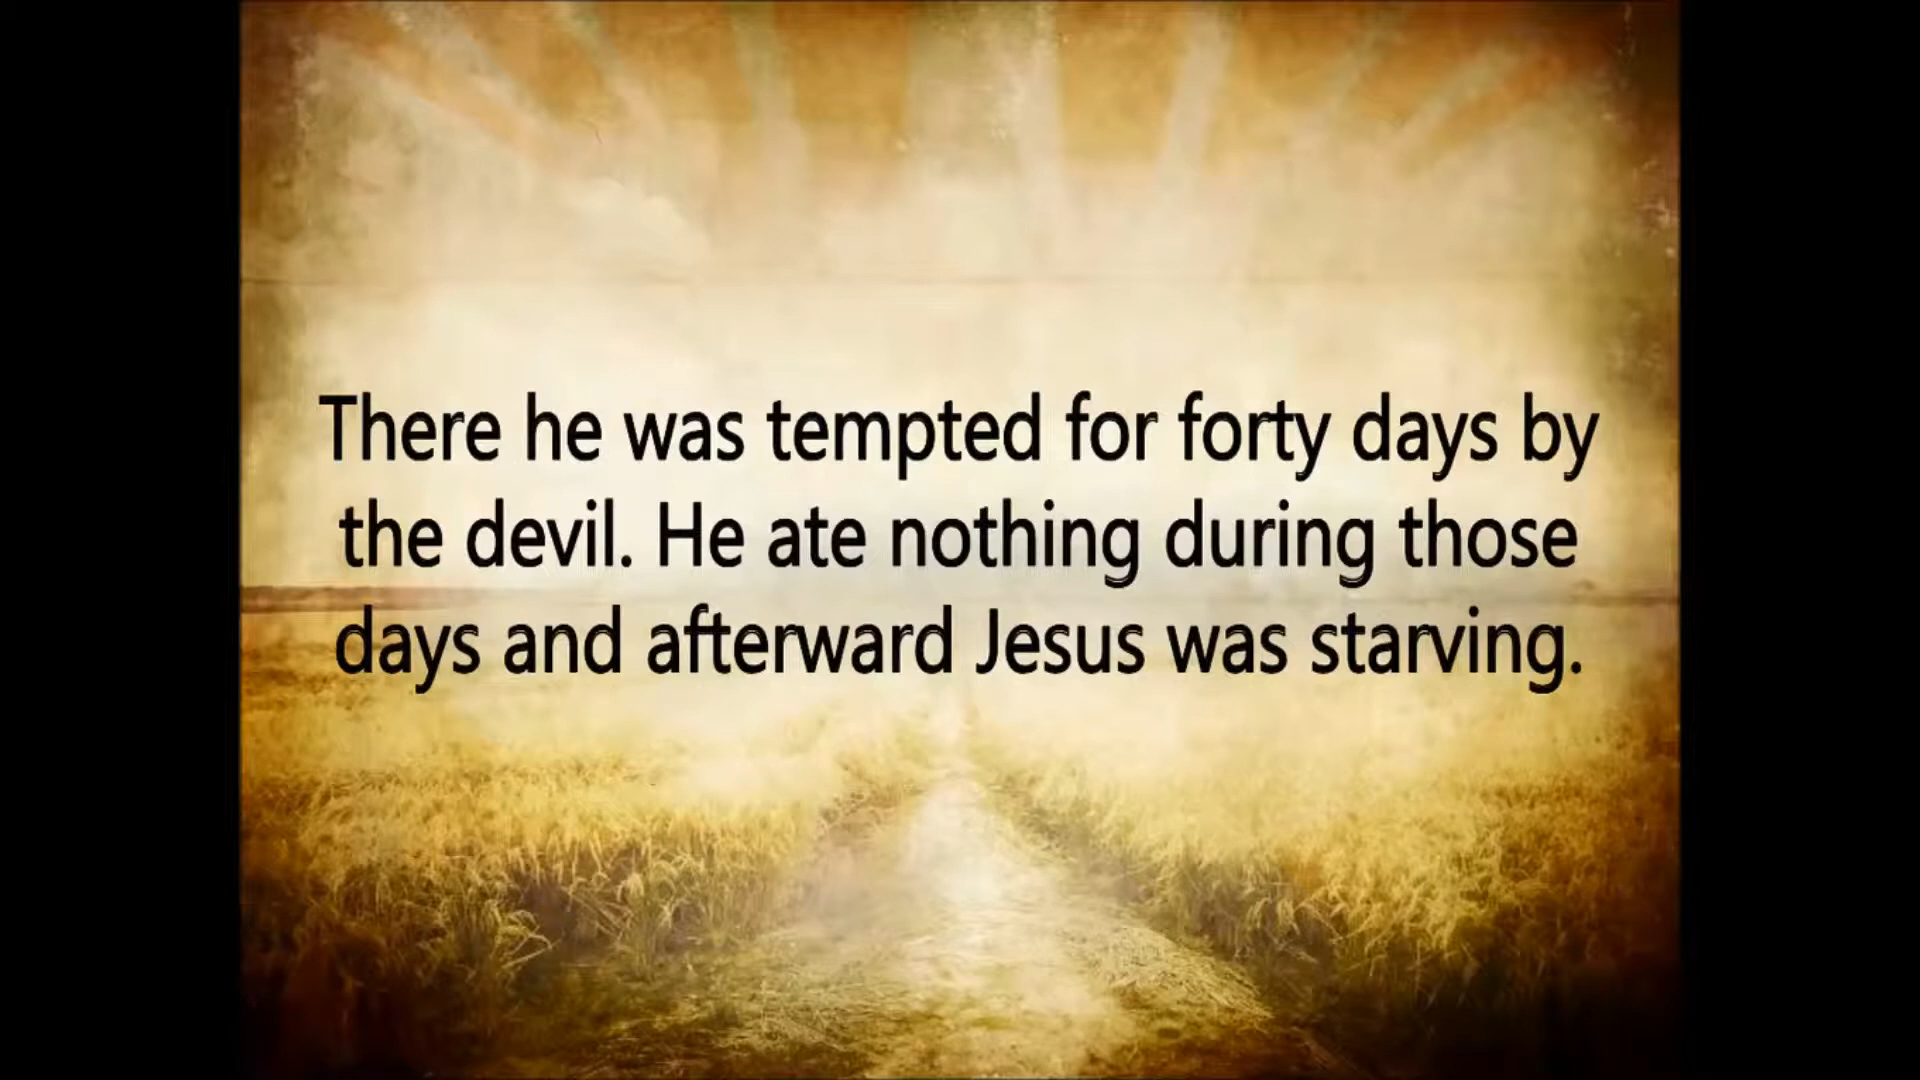 There he was tempted for forty days by
the devil. He ate nothing during those
days and afterward Jesus was starving.